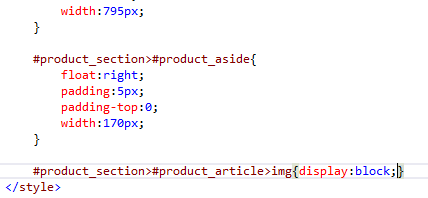 width:795px;
}
#product_section>#product_aside{
float:right;
padding:5px;
padding-top:0;
width:170px;
}
#product_section>#product_article>img{display:block;}
</style>